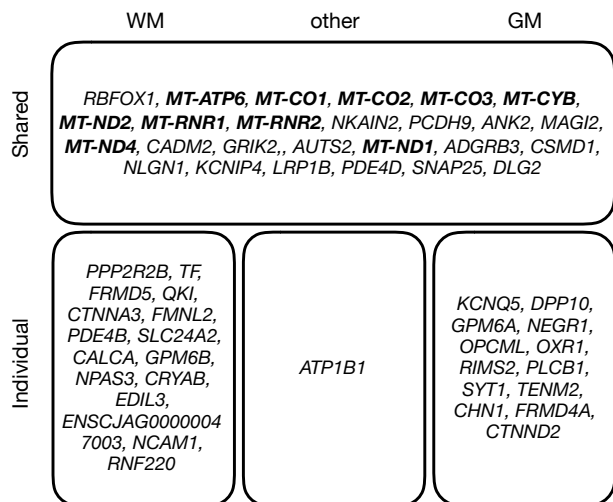 WM other GM
Shared
RBFOX1, MT-ATP6, MT-CO1, MT-CO2, MT-CO3, MT-CYB,
MT-ND2, MT-RNR1, MT-RNR2, NKAIN2, PCDH9, ANK2, MAGI2,
MT-ND4, CADM2, GRIK2,, AUTS2, MT-ND1, ADGRB3, CSMD1,
NLGN1, KCNIP4, LRP1B, PDE4D, SNAP25, DLG2
Individual
PPP2R2B, TF,
FRMD5, QKI,
CTNNA3, FMNL2,
PDE4B, SLC24A2,
CALCA, GPM6B,
NPAS3, CRYAB,
EDIL3,
ENSCJAG0000004
7003, NCAM1,
RNF220
ATP1B1
KCNQ5, DPP10,
GPM6A, NEGR1,
OPCML, OXR1,
RIMS2, PLCB1,
SYT1, TENM2,
CHN1, FRMD4A,
CTNND2